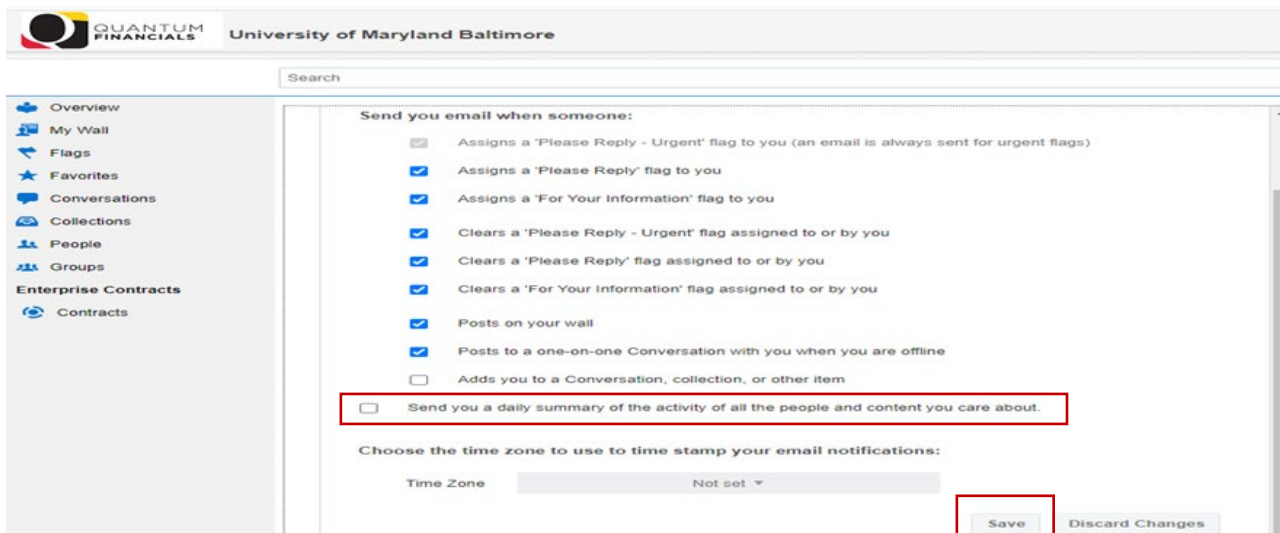 QUANTUM
FINANCIALS
University of Maryland Baltimore
Search
Overview
My Wall
Flags
Favorites
Conversations
Collections
People
Groups
Enterprise Contracts
Contracts
Send you email when someone:
Assigns a 'Please Reply - Urgent' flag to you (an email is always sent for urgent flags)
Assigns a 'Please Reply' flag to you
Assigns a 'For Your Information' flag to you
Clears a 'Please Reply - Urgent' flag assigned to or by you
Clears a 'Please Reply' flag assigned to or by you
Clears a 'For Your Information' flag assigned to or by you
Posts on your wall
Posts to a one-on-one Conversation with you when you are offline
Adds you to a Conversation, collection, or other item
Send you a daily summary of the activity of all the people and content you care about.
Choose the time zone to use to time stamp your email notifications:
Time Zone Not set
Save Discard Changes